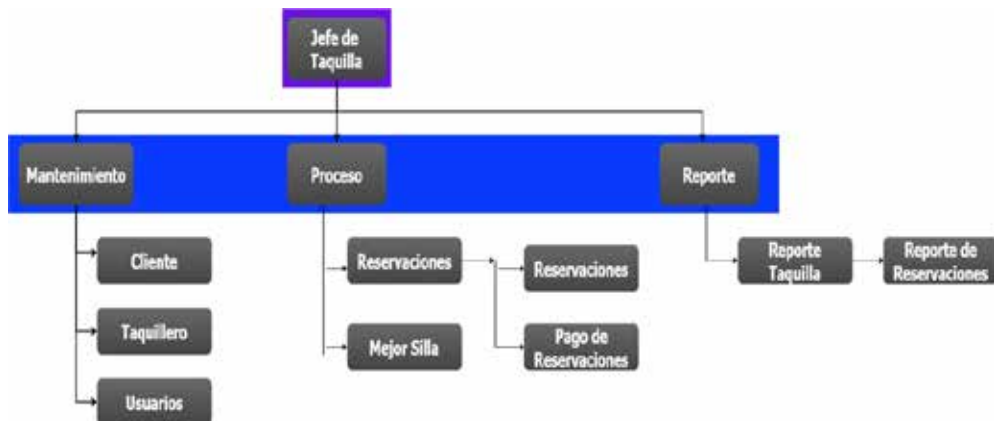 Jefe de
Taquilla
Mantenimiento
Proceso
Reporte
Cliente
Taquillero
Usuarios
Reservaciones
Mejor Silla
Reservaciones
Pago de
Reservaciones
Reporte
Taquilla
Reporte de
Reservaciones